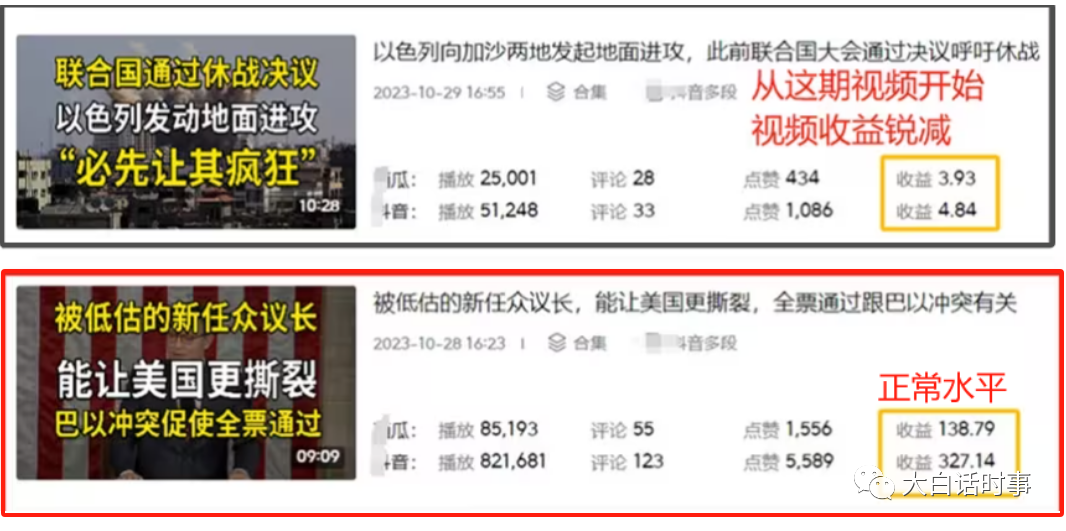 联合国通过休战决议
以色列发动地面进攻
“必先让其疯狂”
10:28
以色列向加沙两地发起地面进攻，此前联合国大会通过决议呼吁休战
2023-10-29 16:55 | 合集 抖音多段
从这期视频开始
视频收益锐减
瓜： 播放 25,001 评论 28 点赞 434 收益 3.93
抖音： 播放 51,248 评论 33 点赞 1,086 收益 4.84
被低估的新任众议长
能让美国更撕裂
巴以冲突促使全票通过
09:09
被低估的新任众议长，能让美国更撕裂，全票通过跟巴以冲突有关
2023-10-28 16:23 | 合集 抖音多段
正常水平
瓜： 播放 85,193 评论 55 点赞 1,556 收益 138.79
抖音： 播放 821,681 评论 123 点赞 5,589 收益 327.14
大白话时事